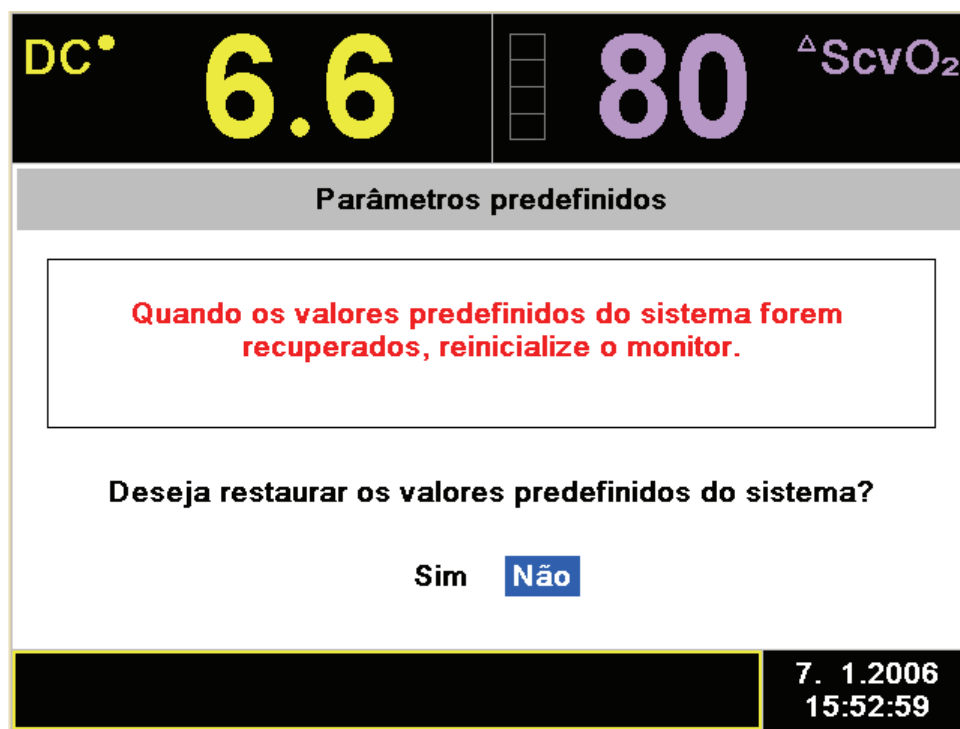 DC• 6.6 80 △ScvO₂
Parâmetros predefinidos
Quando os valores predefinidos do sistema forem
recuperados, reinicialize o monitor.
Deseja restaurar os valores predefinidos do sistema?
Sim Não
7. 1.2006
15:52:59